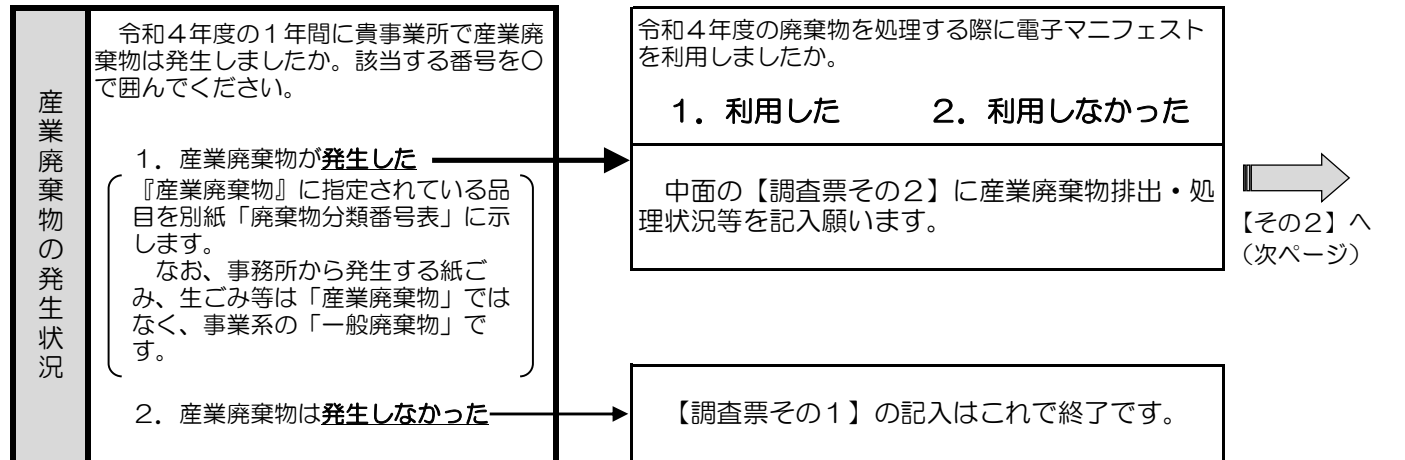 産業廃棄物の発生状況
　令和４年度の１年間に貴事業所で産業廃
棄物は発生しましたか。該当する番号を〇
で囲んでください。
１．産業廃棄物が発生した
『産業廃棄物』に指定されている品
目を別紙「廃棄物分類番号表」に示
します。
　なお、事務所から発生する紙ご
み、生ごみ等は「産業廃棄物」では
なく、事業系の「一般廃棄物」で
す。
２．産業廃棄物は発生しなかった
令和４年度の廃棄物を処理する際に電子マニフェスト
を利用しましたか。
１．利用した　　２．利用しなかった
　中面の【調査票その２】に産業廃棄物排出・処
理状況等を記入願います。
【その２】へ
（次ページ）
【調査票その１】の記入はこれで終了です。